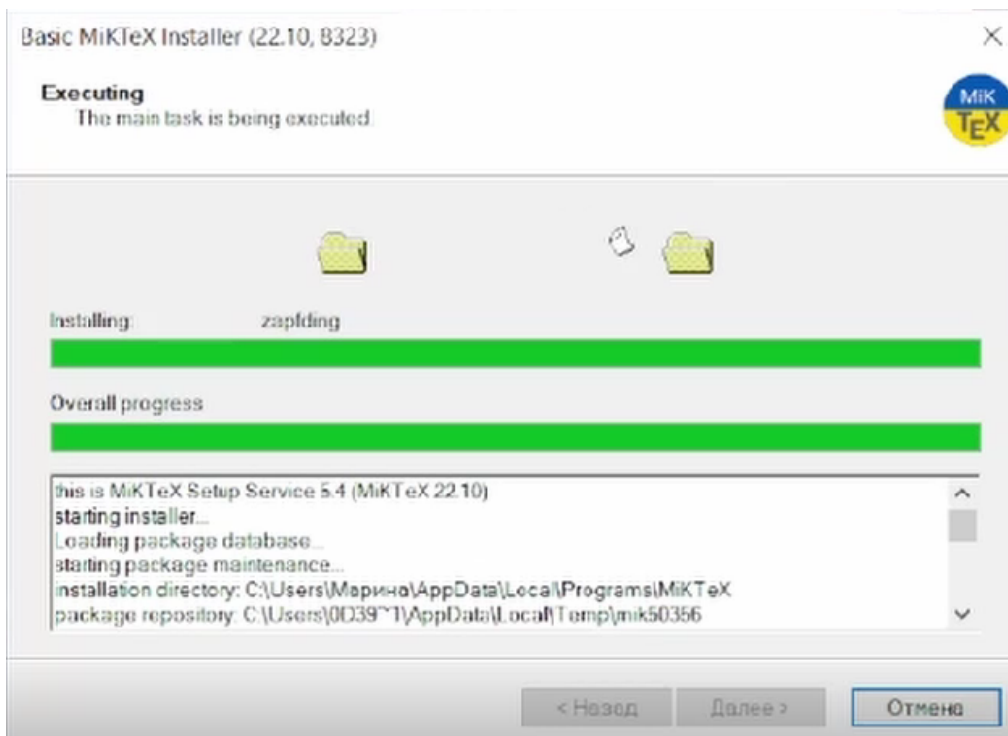 Basic MiKTeX Installer (22.10, 8323)
Executing
The main task is being executed.
MiK
TEX
Installing: zapfding
Overall progress
this is MiKTeX Setup Service 5.4 (MiKTeX 22.10)
starting installer...
Loading package database...
starting package maintenance...
installation directory: C:\Users\Марина\AppData\Local\Programs\MiKTeX
package repository: C:\Users\0D39~1\AppData\Local\Temp\mik50356
< Назад Далее > Отмена